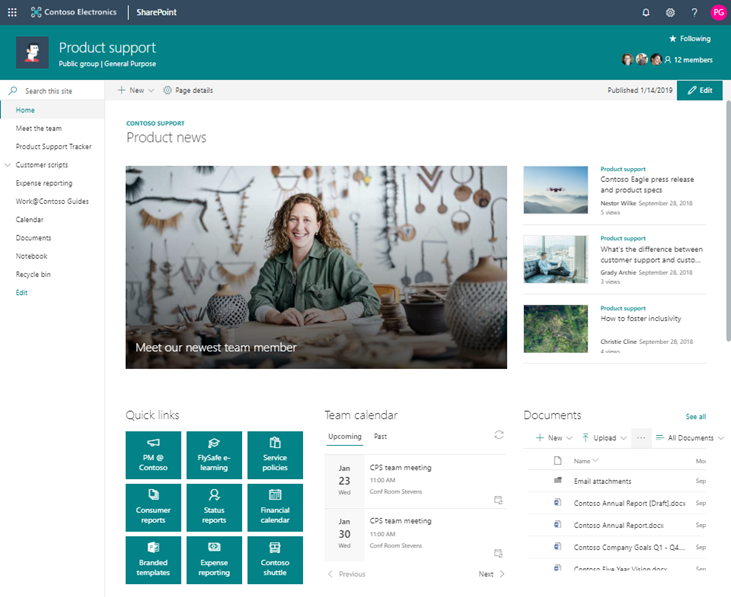 Contoso Electronics
SharePoint
PG
Product support
Public group | General Purpose
Following
12 members
Search this site
New
Page details
Published 1/14/2019
Edit
Home
Meet the team
Product Support Tracker
Customer scripts
Expense reporting
Work@Contoso Guides
Calendar
Documents
Notebook
Recycle bin
Edit
CONTOSO SUPPORT
Product news
Meet our newest team member
Product support
Contoso Eagle press release
and product specs
Nestor Wilke September 28, 2018
5 views
Product support
What's the difference between
customer support and custo...
Grady Archie September 28, 2018
3 views
Product support
How to foster inclusivity
Christie Cline September 28, 2018
4 views
Quick links
PM @
Contoso
FlySafe e-
learning
Service
policies
Consumer
reports
Status
reports
Financial
calendar
Branded
templates
Expense
reporting
Contoso
shuttle
Team calendar
Upcoming
Past
Jan
23
Wed
CPS team meeting
11:00 AM
Conf Room Stevens
Jan
30
Wed
CPS team meeting
11:00 AM
Conf Room Stevens
Previous
Next
Documents
See all
New
Upload
...
All Documents
Name
Mo
Email attachments
Sep
Contoso Annual Report [Draft].docx
Sep
Contoso Annual Report.docx
Sep
Contoso Company Goals Q1 - Q4....
Sep
Contoso Five Year Vision.docx
Sep